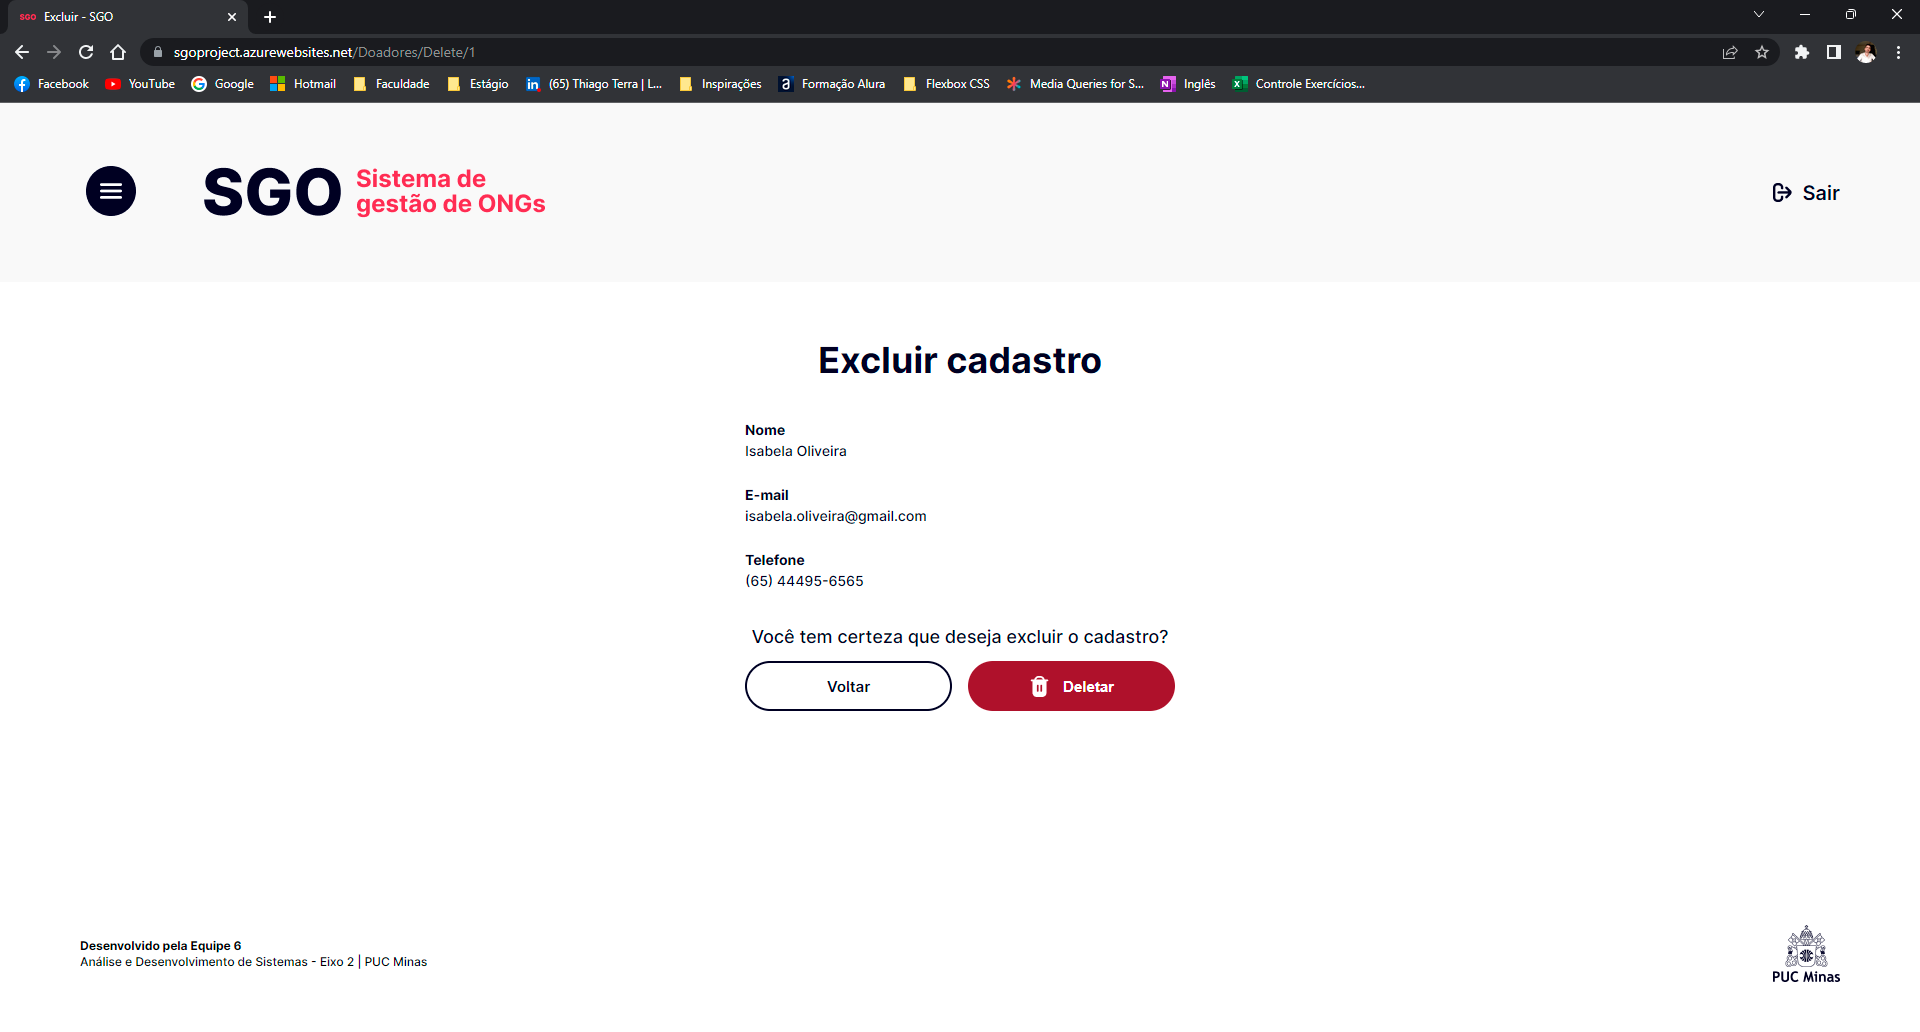 SGO Excluir - SGO
sgoproject.azurewebsites.net/Doadores/Delete/1
Facebook YouTube Google Hotmail Faculdade Estágio in (65) Thiago Terra | L... Inspirações a Formação Alura Flexbox CSS Media Queries for S... N Inglês X Controle Exercícios...
SGO Sistema de
gestão de ONGs
Sair
Excluir cadastro
Nome
Isabela Oliveira
E-mail
isabela.oliveira@gmail.com
Telefone
(65) 44495-6565
Você tem certeza que deseja excluir o cadastro?
Voltar Deletar
Desenvolvido pela Equipe 6
Análise e Desenvolvimento de Sistemas - Eixo 2 | PUC Minas
PUC Minas